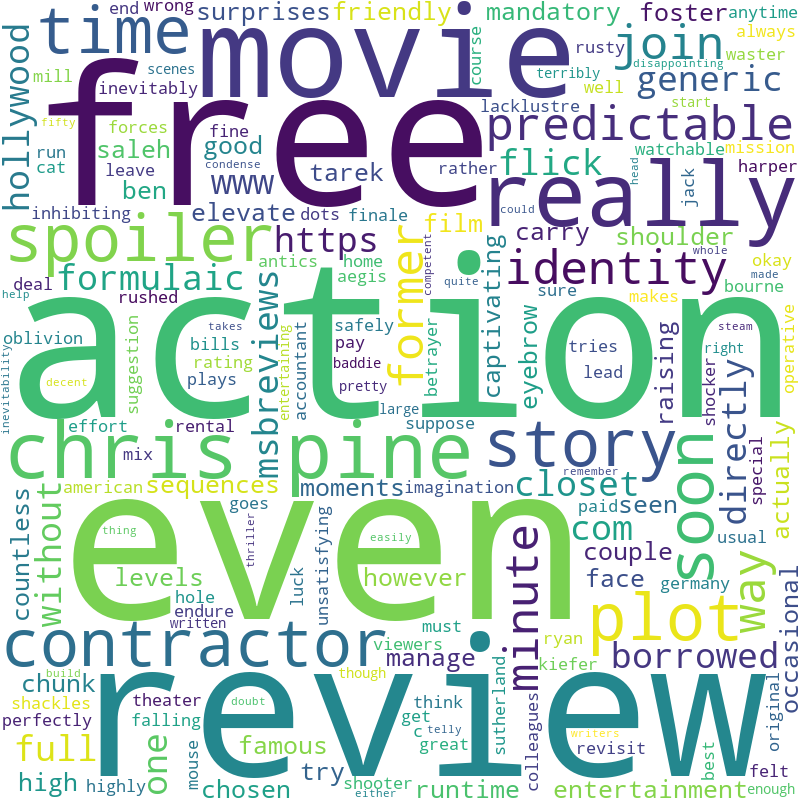 end wrong
surprises friendly mandatory foster anytime
hollywood time movie course join always
mill scenes rusty disappointing
inevitably free terribly waster generic
well
fifty forces fine lacklustre start
saleh good predictable
run condense watchable mission
cat leave tarek rather flick
ben www really head jack harper
inhibiting elevate dots finale could
spoiler https former film carry shoulder
whole
deal formulaic antics home competent captivating identity okay
aegis quite sure made bourne
rushed action makes
help
oblivion msbreviews safely betrayer eyebrow operative
suggestion bills takes pay tries raising steam right
inevitability rating baddie lead shocker
decent plays entertaining accountant pretty
large
effort rental suppose
chris pine story soon directly
mix remember special actually
american sequences moments imagination closet
countless without goes paid seen
thing thriller unsatisfying com usual
even easily minute couple
levels luck however way
hole face germany
endure
written must
contractor viewers plot
build manage ryan borrowed occasional
chunk though kiefer
shackles theater review doubt think sutherland
perfectly falling get c telly colleagues original
full one mouse famous great writers revisit
best felt
high highly chosen try shooter either runtime entertainment enough